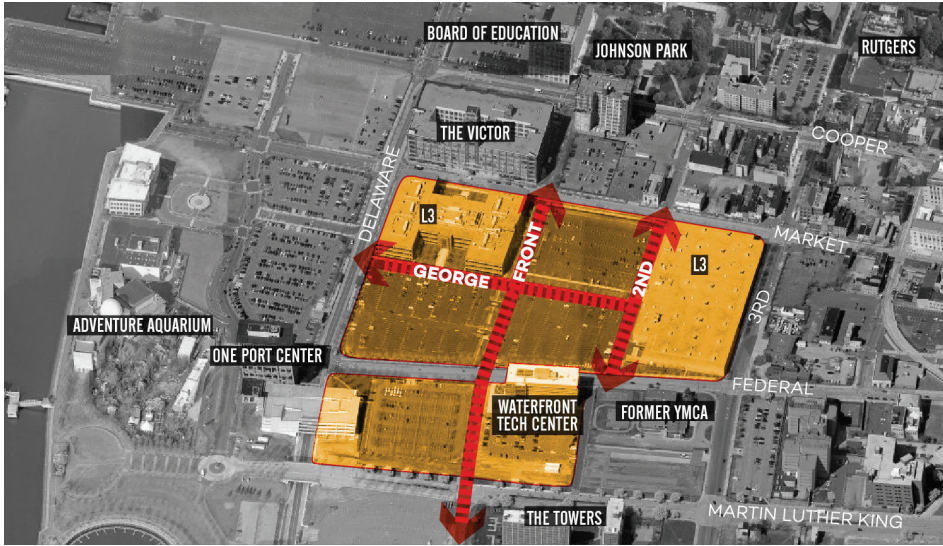 BOARD OF EDUCATION
JOHNSON PARK
RUTGERS
THE VICTOR
COOPER
DELAWARE
L3
MARKET
FRONT
GEORGE
2ND
L3
3RD
ADVENTURE AQUARIUM
ONE PORT CENTER
FEDERAL
WATERFRONT
TECH CENTER
FORMER YMCA
MARTIN LUTHER KING
THE TOWERS